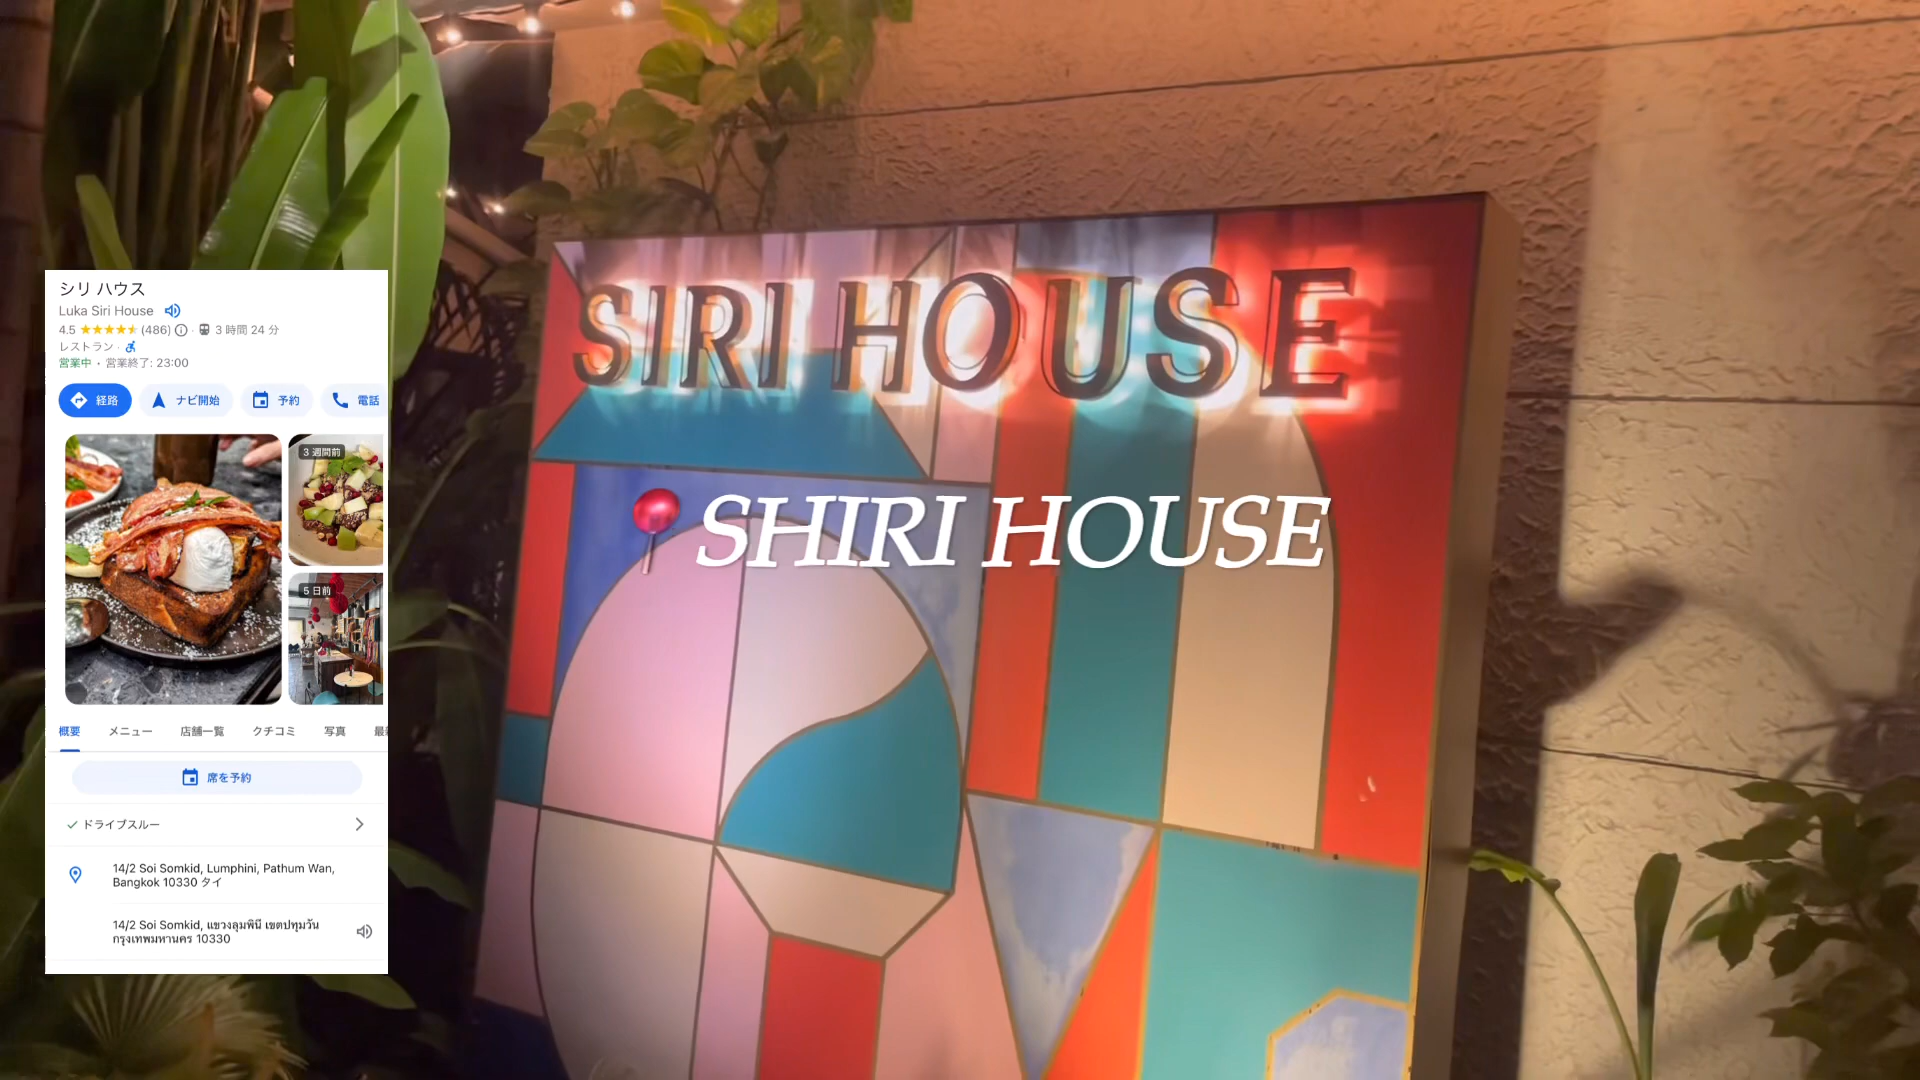 SIRI HOUSE
SHIRI HOUSE
シリ ハウス
Luka Siri House
4.5 (486) · 3 時間 24 分
レストラン ·
営業中 · 営業終了: 23:00
経路 ナビ開始 予約 電話
3 週間前
5 日前
概要 メニュー 店舗一覧 クチコミ 写真
席を予約
ドライブスルー
14/2 Soi Somkid, Lumphini, Pathum Wan,
Bangkok 10330 タイ
14/2 Soi Somkid, แขวงลุมพินี เขตปทุมวัน
กรุงเทพมหานคร 10330